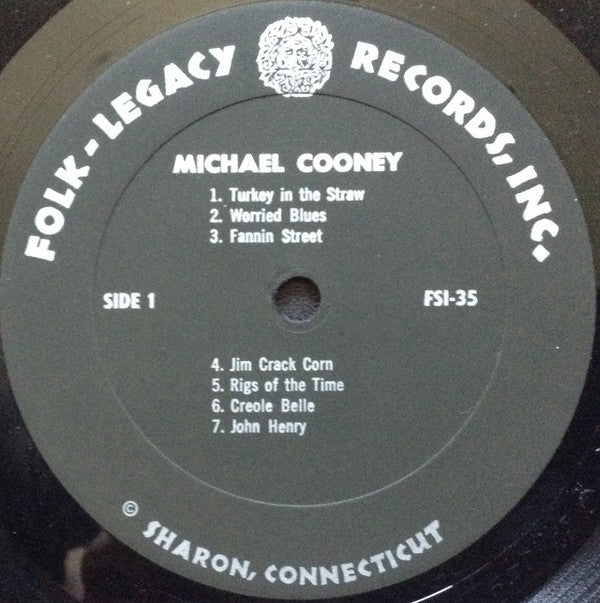 FOLK-LEGACY RECORDS, INC.
MICHAEL COONEY
1. Turkey in the Straw
2. Worried Blues
3. Fannin Street
SIDE 1
FSI-35
4. Jim Crack Corn
5. Rigs of the Time
6. Creole Belle
7. John Henry
© SHARON, CONNECTICUT